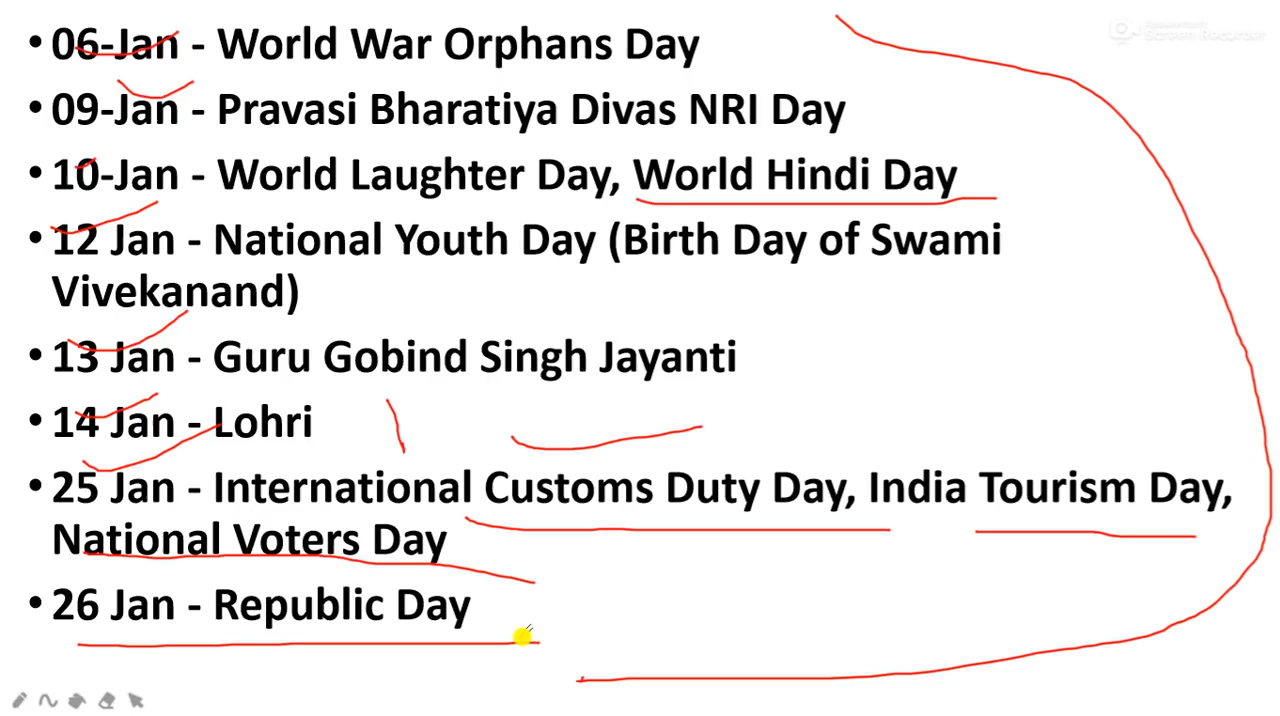 • 06-Jan - World War Orphans Day
• 09-Jan - Pravasi Bharatiya Divas NRI Day
• 10-Jan - World Laughter Day, World Hindi Day
• 12 Jan - National Youth Day (Birth Day of Swami
Vivekanand)
• 13 Jan - Guru Gobind Singh Jayanti
• 14 Jan - Lohri
• 25 Jan - International Customs Duty Day, India Tourism Day,
National Voters Day
• 26 Jan - Republic Day
Screen Recorder